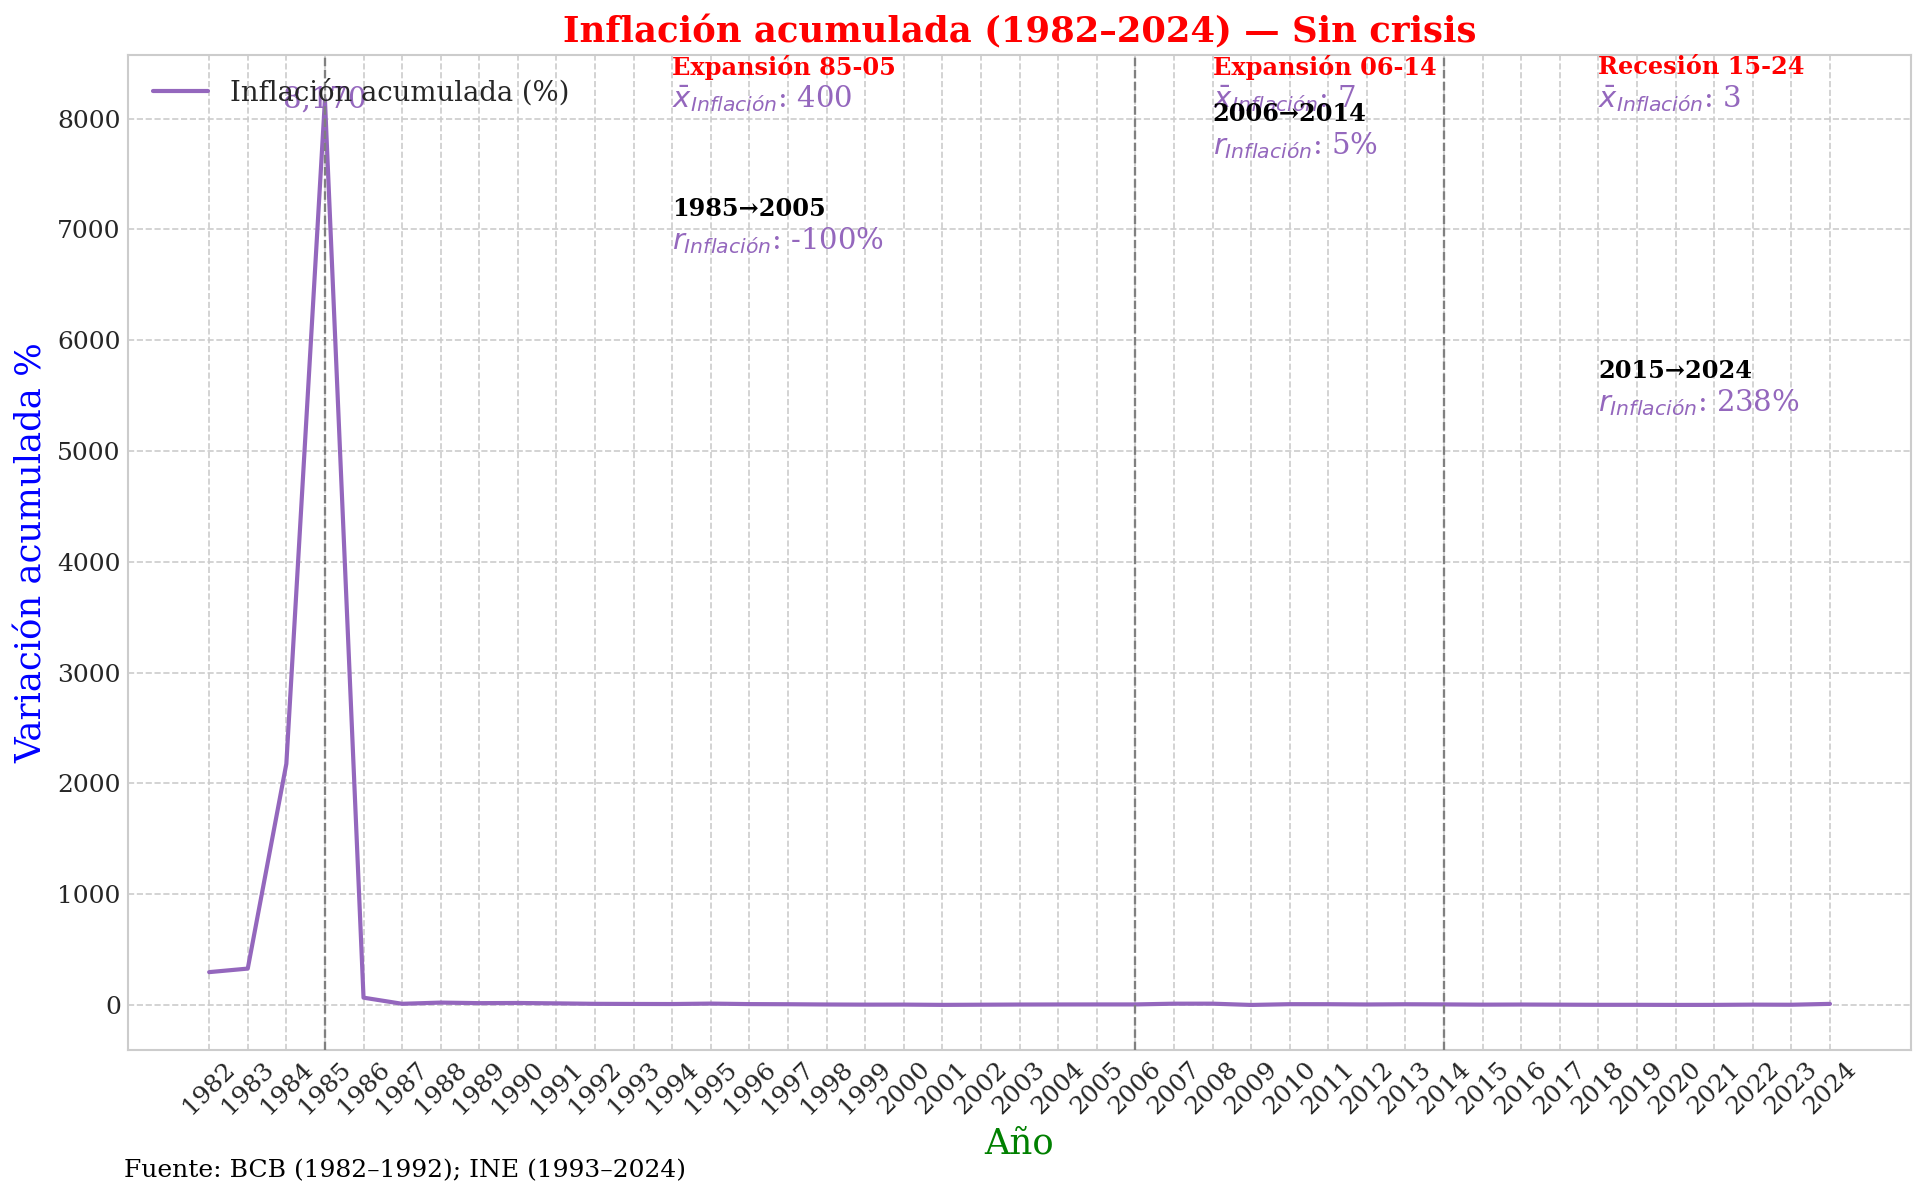 Inflación acumulada (1982–2024) — Sin crisis
Inflación acumulada (%)
8,170
Expansión 85-05
x̄Inflación: 400
1985→2005
rInflación: -100%
Expansión 06-14
x̄Inflación: 7
2006→2014
rInflación: 5%
Recesión 15-24
x̄Inflación: 3
2015→2024
rInflación: 238%
Variación acumulada %
8000
7000
6000
5000
4000
3000
2000
1000
0
1982 1983 1984 1985 1986 1987 1988 1989 1990 1991 1992 1993 1994 1995 1996 1997 1998 1999 2000 2001 2002 2003 2004 2005 2006 2007 2008 2009 2010 2011 2012 2013 2014 2015 2016 2017 2018 2019 2020 2021 2022 2023 2024
Año
Fuente: BCB (1982–1992); INE (1993–2024)